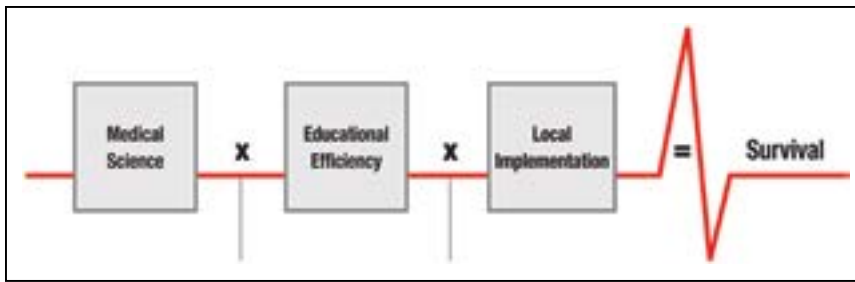 Medical
Science
x
Educational
Efficiency
x
Local
Implementation
=
Survival